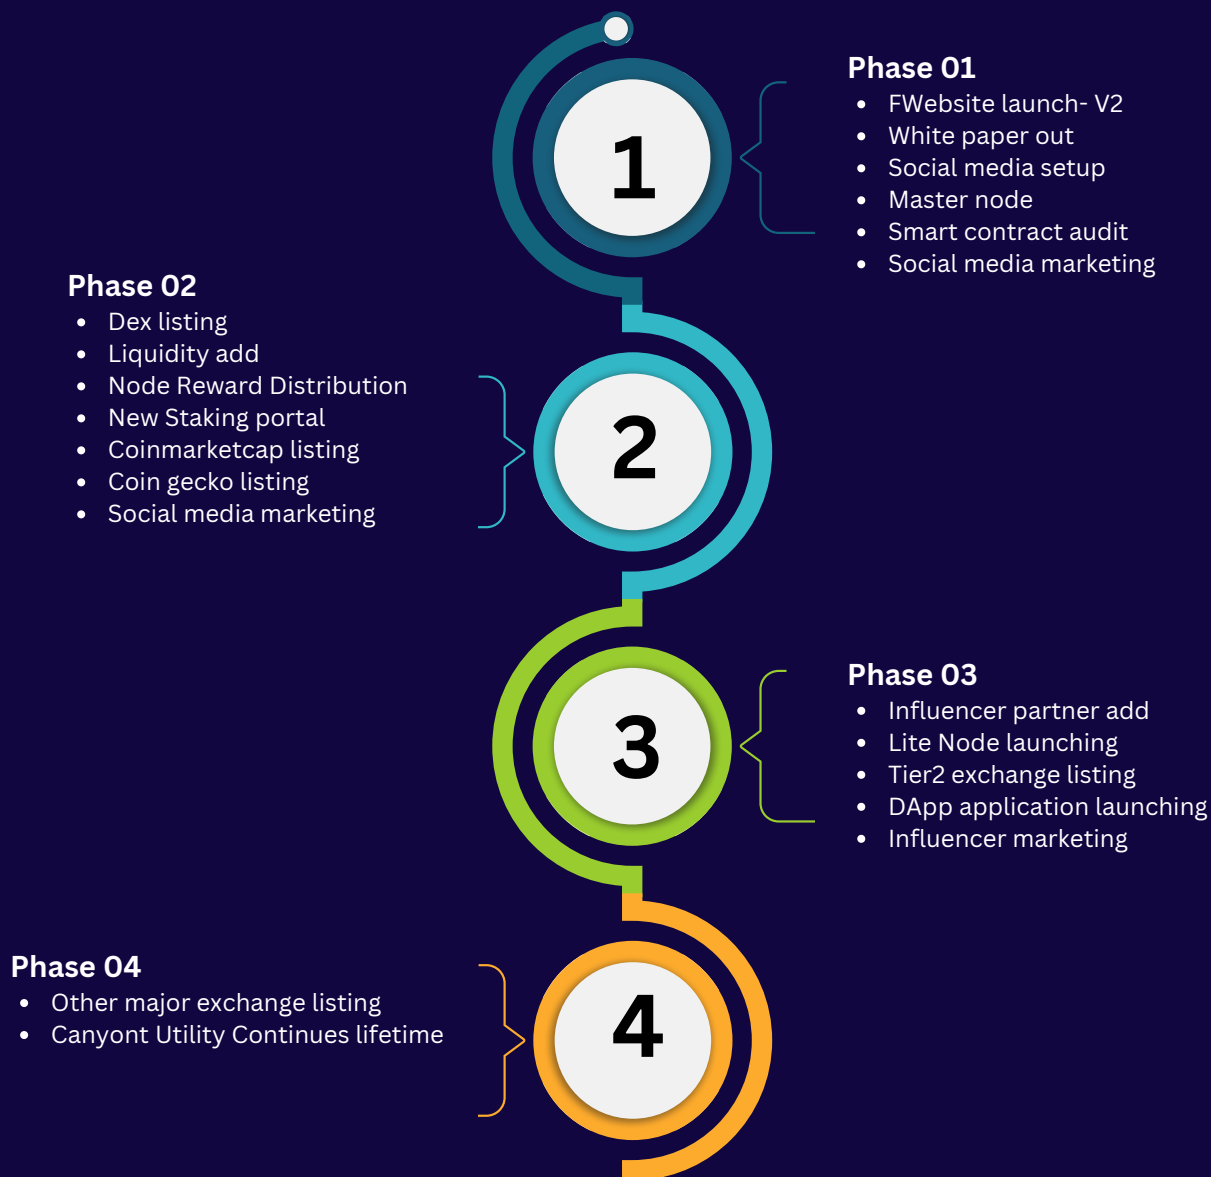 1
Phase 01
FWebsite launch- V2
White paper out
Social media setup
Master node
Smart contract audit
Social media marketing
Phase 02
Dex listing
Liquidity add
Node Reward Distribution
New Staking portal
Coinmarketcap listing
Coin gecko listing
Social media marketing
2
3
Phase 03
Influencer partner add
Lite Node launching
Tier2 exchange listing
DApp application launching
Influencer marketing
Phase 04
Other major exchange listing
Canyont Utility Continues lifetime
4